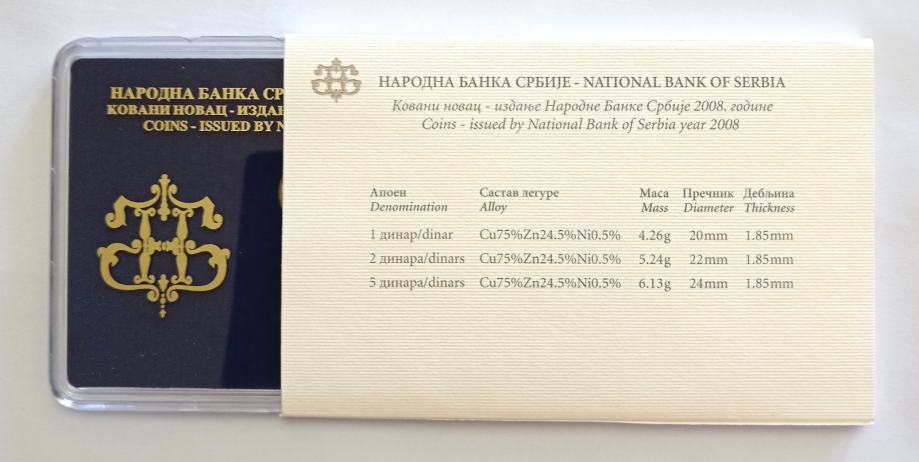 НАРОДНА БАНКА СР
КОВАНИ НОВАЦ - ИЗДАН
COINS - ISSUED BY N
НАРОДНА БАНКА СРБИЈЕ - NATIONAL BANK OF SERBIA
Ковани новац - издање Народне Банке Србије 2008. године
Coins - issued by National Bank of Serbia year 2008
Апоен Састав легуре Маса Пречник Дебљина
Denomination Alloy Mass Diameter Thickness
1 динар/dinar Cu75%Zn24.5%Ni0.5% 4.26g 20mm 1.85mm
2 динара/dinars Cu75%Zn24.5%Ni0.5% 5.24g 22mm 1.85mm
5 динара/dinars Cu75%Zn24.5%Ni0.5% 6.13g 24mm 1.85mm